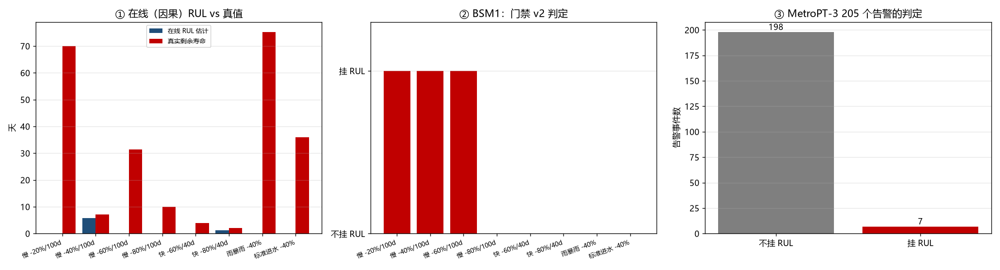 ① 在线（因果）RUL vs 真值
在线 RUL 估计
真实剩余寿命
天
70
60
50
40
30
20
10
0
慢 -20%/100d
慢 -40%/100d
慢 -60%/100d
慢 -80%/100d
快 -60%/40d
快 -80%/40d
雨暴雨 -40%
标准进水 -40%
② BSM1：门禁 v2 判定
挂 RUL
不挂 RUL
慢 -20%/100d
慢 -40%/100d
慢 -60%/100d
慢 -80%/100d
快 -60%/40d
快 -80%/40d
雨暴雨 -40%
标准进水 -40%
③ MetroPT-3 205 个告警的判定
告警事件数
200
175
150
125
100
75
50
25
0
198
7
不挂 RUL
挂 RUL